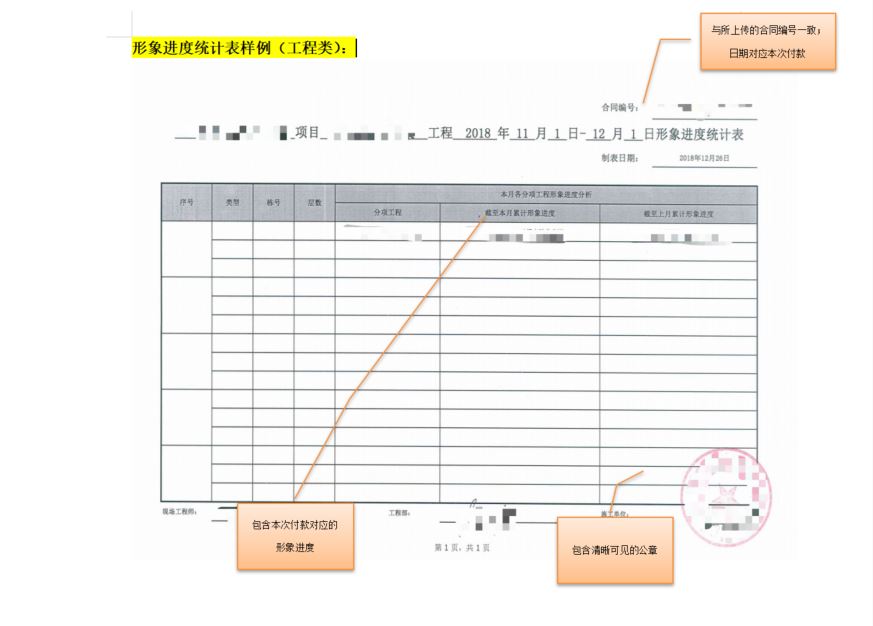 形象进度统计表样例（工程类）：
与所上传的合同编号一致；
日期对应本次付款
合同编号：
项目 工程 2018 年 11 月 1 日- 12 月 1 日形象进度统计表
制表日期： 2018年12月26日
序号 类型 栋号 层数 本月各分项工程形象进度分析
分项工程 截至本月累计形象进度 截至上月累计形象进度
现场工程师： 工程部： 施工单位：
包含本次付款对应的
形象进度
包含清晰可见的公章
第 1 页，共 1 页